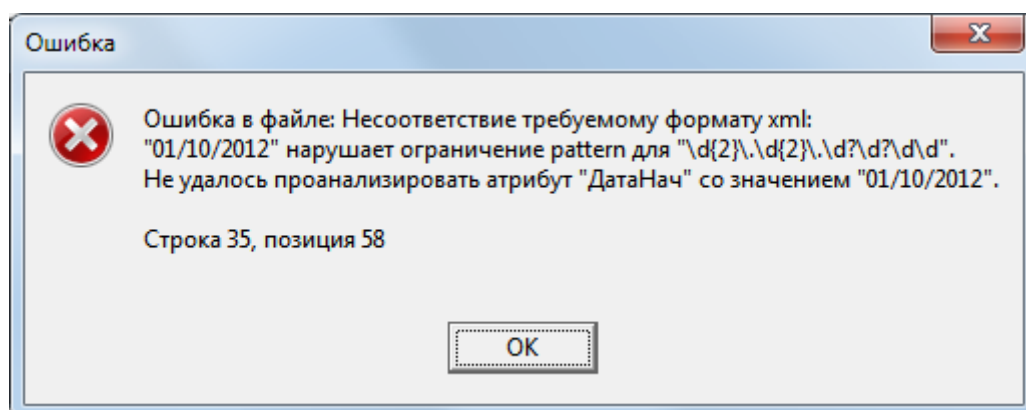 Ошибка
Ошибка в файле: Несоответствие требуемому формату xml:
"01/10/2012" нарушает ограничение pattern для "\d{2}\.\d{2}\.\d?\d?\d\d".
Не удалось проанализировать атрибут "ДатаНач" со значением "01/10/2012".
Строка 35, позиция 58
OK